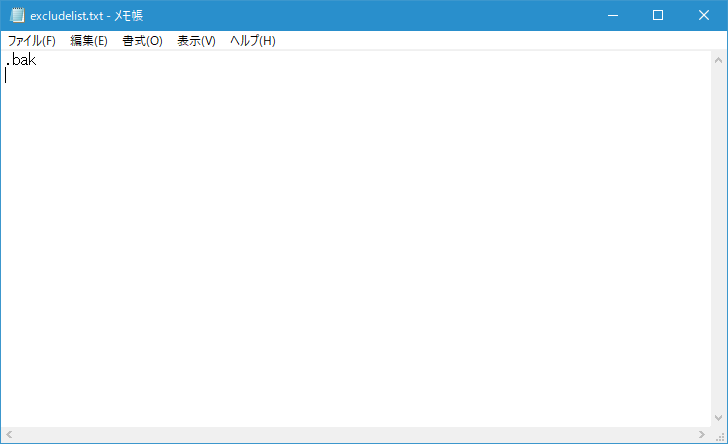 excludelist.txt - メモ帳
ファイル(F) 編集(E) 書式(O) 表示(V) ヘルプ(H)
.bak